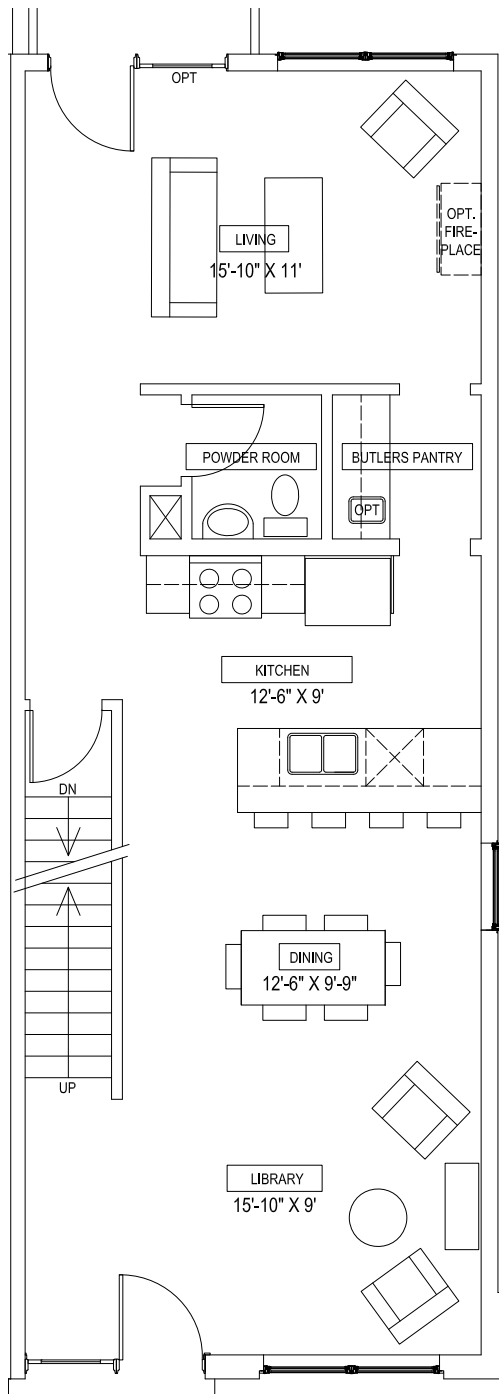 OPT
OPT.
FIRE-
PLACE
LIVING
15'-10" X 11'
POWDER ROOM
BUTLERS PANTRY
OPT
KITCHEN
12'-6" X 9'
DN
DINING
12'-6" X 9'-9"
UP
LIBRARY
15'-10" X 9'